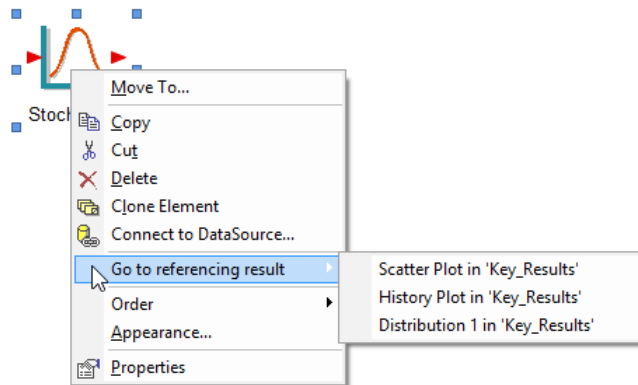 Stoch
Move To...
Copy
Cut
Delete
Clone Element
Connect to DataSource...
Go to referencing result
Scatter Plot in 'Key_Results'
History Plot in 'Key_Results'
Distribution 1 in 'Key_Results'
Order
Appearance...
Properties